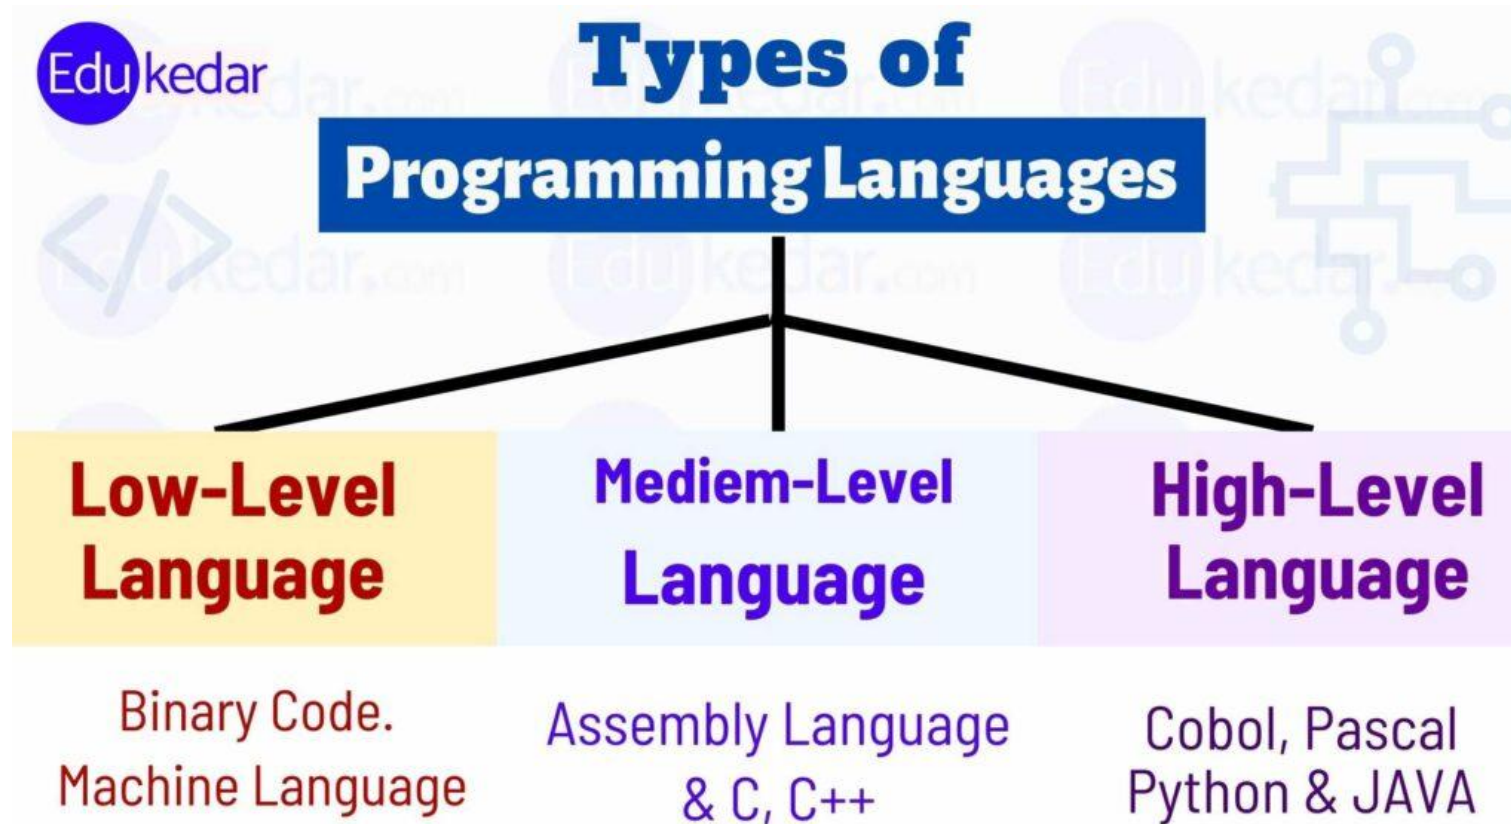 Edukedar
Types of
Programming Languages
Low-Level
Language
Mediem-Level
Language
High-Level
Language
Binary Code.
Machine Language
Assembly Language
& C, C++
Cobol, Pascal
Python & JAVA